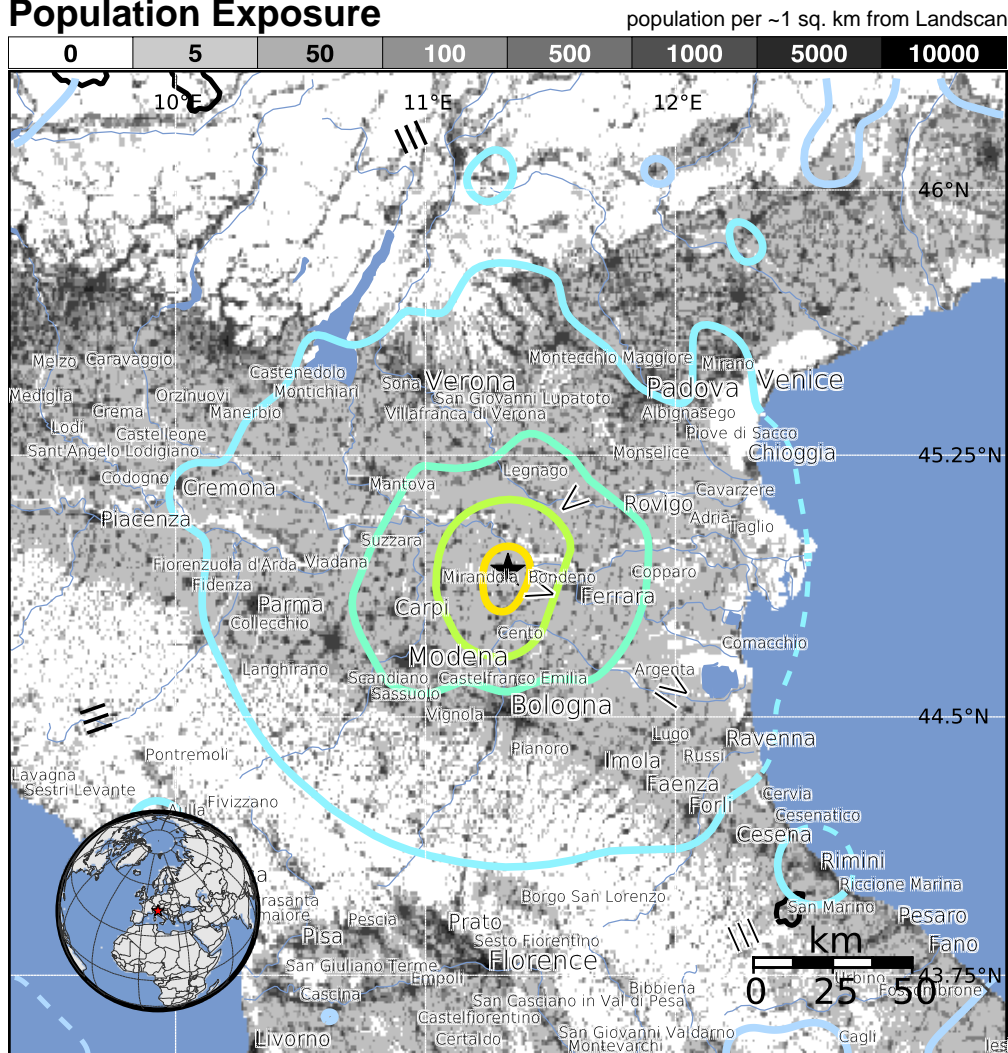 Population Exposure
population per ~1 sq. km from Landscan
0 5 50 100 500 1000 5000 10000
10°E 11°E 12°E
|||
46°N
Melzo Caravaggio
Montecchio Maggiore Mirano
Castenedolo
Sona Verona Venice
Mediglia Orzinuovi Montichiari San Giovanni Lupatoto Padova
Crema Manerbio Villafranca di Verona Albignasego
Lodi Castelleone Piove di Sacco
Sant'Angelo Lodigiano Monselice Chioggia 45.25°N
Codogno Cremona Mantova Legnago Cavarzere
Piacenza V Rovigo Adria Taglio
Suzzara
Fiorenzuola d'Arda Viadana
Fidenza Mirandola Bondeno Copparo
Parma Carpi V Ferrara
Collecchio Cento
Comacchio
Langhirano Modena Argenta
Scandiano Castelfranco Emilia
Sassuolo IV
||| Vignola Bologna 44.5°N
Pontremoli Pianoro Lugo Ravenna
Imola Russi
Lavagna
Sestri Levante Faenza
Aulla Fivizzano Forlì Cervia
Cesenatico
Cesena
Rimini
Riccione Marina
Borgo San Lorenzo San Marino
Pescia Prato Pesaro
Pisa Sesto Fiorentino ||| km Fano
San Giuliano Terme Florence
Empoli Urbino 43.75°N
Cascina Bibbiena Fossombrone
San Casciano in Val di Pesa 0 25 50
Castelfiorentino
Livorno Certaldo San Giovanni Valdarno Cagli
Montevarchi